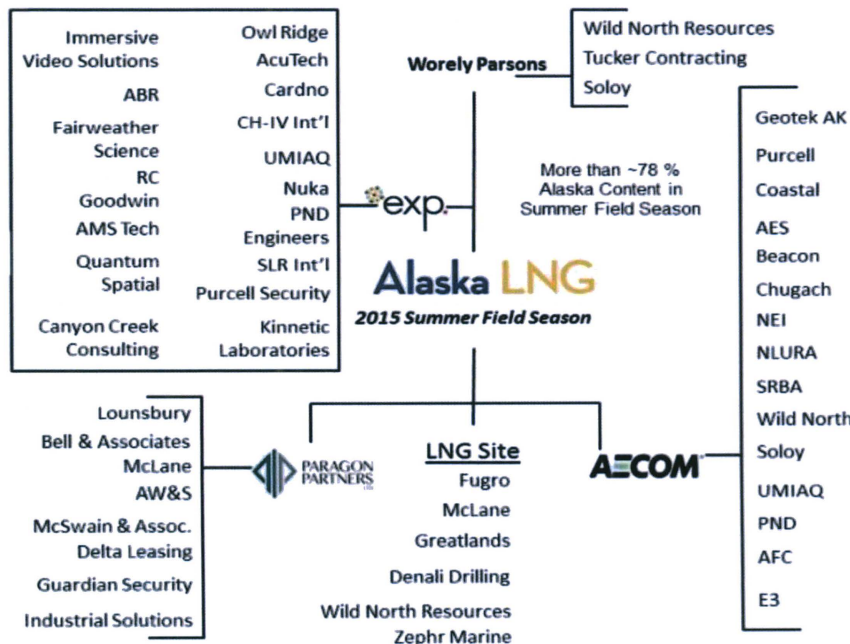 Immersive
Video Solutions
ABR
Fairweather
Science
RC
Goodwin
AMS Tech
Quantum
Spatial
Canyon Creek
Consulting
Owl Ridge
AcuTech
Cardno
CH-IV Int'l
UMIAQ
Nuka
PND
Engineers
SLR Int'l
Purcell Security
Kinnetic
Laboratories
exp.
Worely Parsons
Wild North Resources
Tucker Contracting
Soloy
More than ~78 %
Alaska Content in
Summer Field Season
Alaska LNG
2015 Summer Field Season
Lounsbury
Bell & Associates
McLane
AW&S
McSwain & Assoc.
Delta Leasing
Guardian Security
Industrial Solutions
PARAGON
PARTNERS
LNG Site
Fugro
McLane
Greatlands
Denali Drilling
Wild North Resources
Zephr Marine
AECOM
Geotek AK
Purcell
Coastal
AES
Beacon
Chugach
NEI
NLURA
SRBA
Wild North
Soloy
UMIAQ
PND
AFC
E3